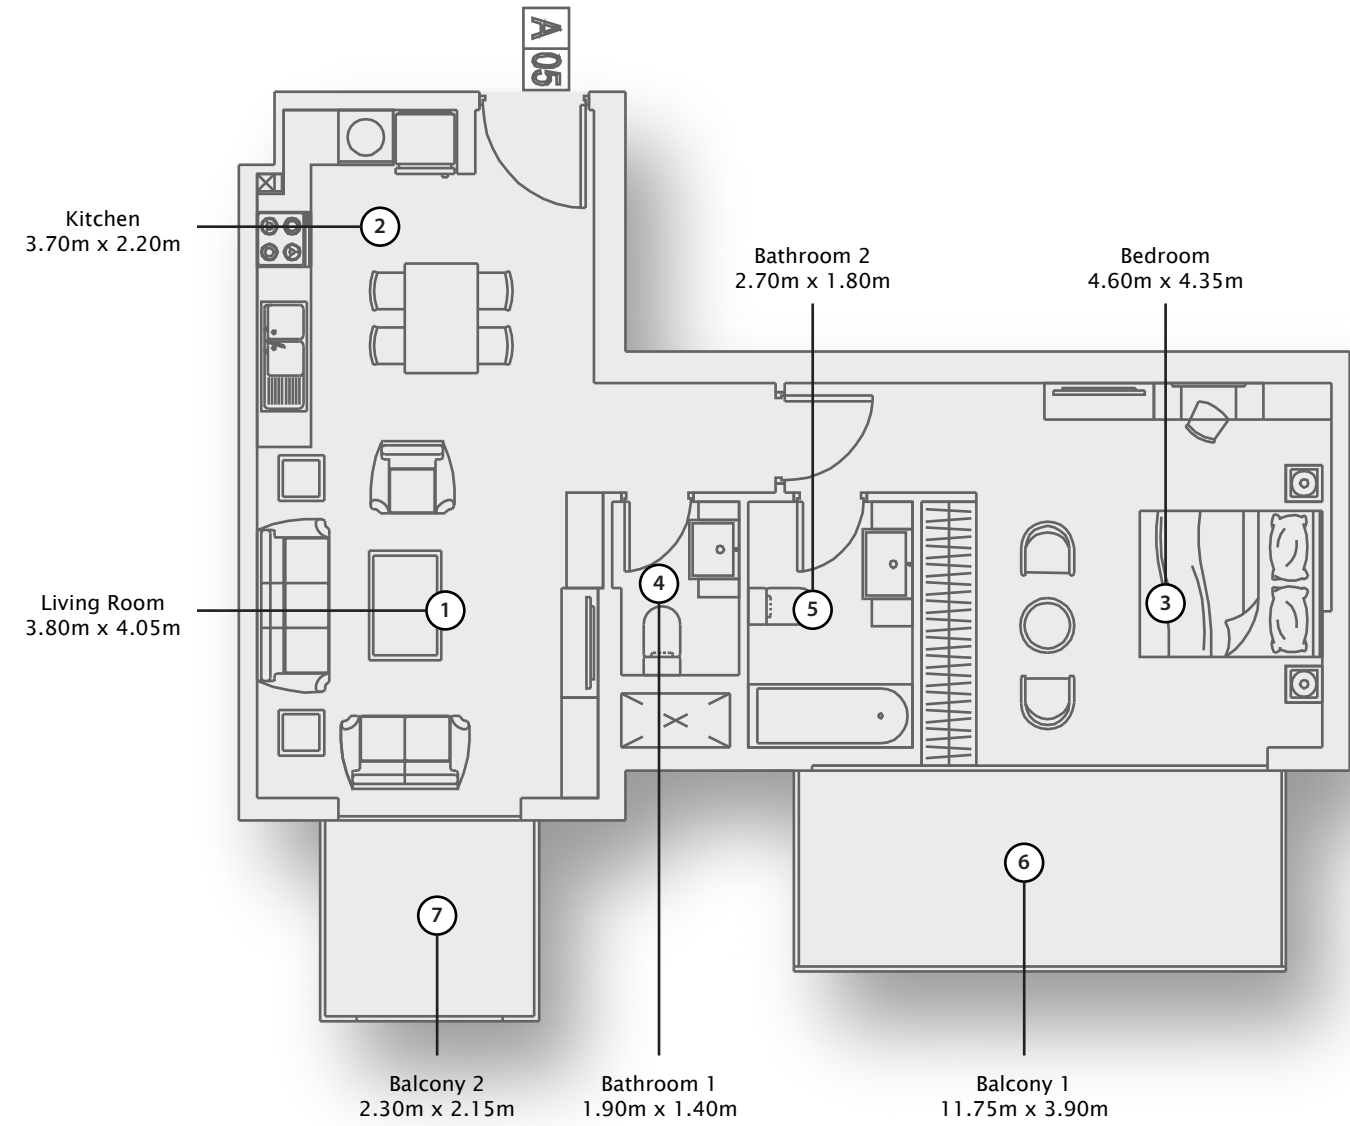 A 05
Kitchen
3.70m x 2.20m
2
Bathroom 2
2.70m x 1.80m
Bedroom
4.60m x 4.35m
Living Room
3.80m x 4.05m
1
4
5
3
6
7
Balcony 2
2.30m x 2.15m
Bathroom 1
1.90m x 1.40m
Balcony 1
11.75m x 3.90m